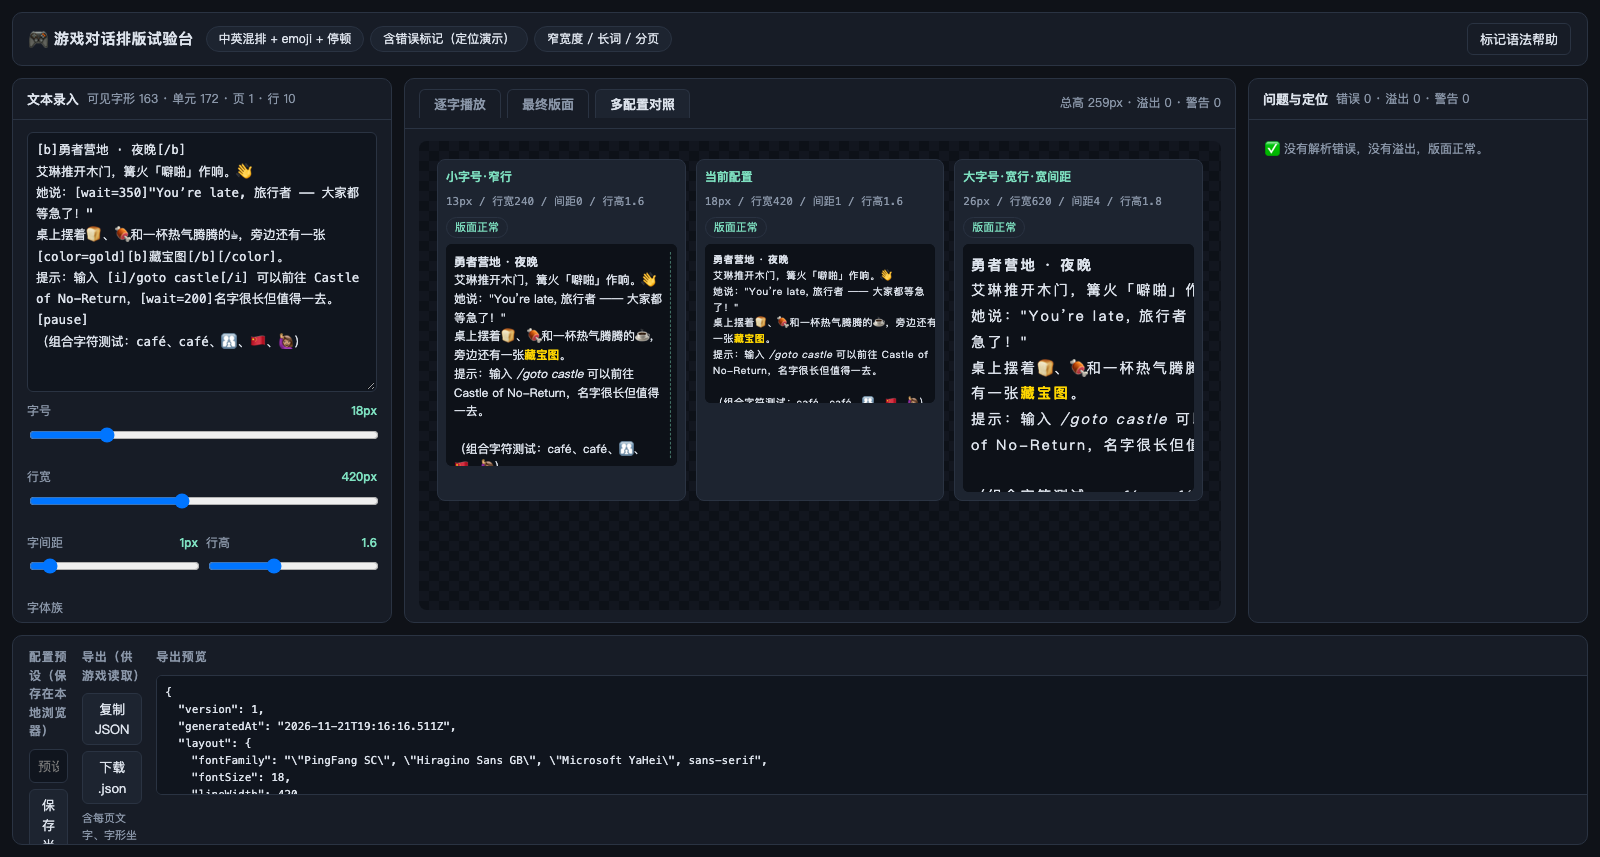 🎮 游戏对话排版试验台
中英混排 + emoji + 停顿
含错误标记（定位演示）
窄宽度 / 长词 / 分页
标记语法帮助
文本录入 可见字形 163 · 单元 172 · 页 1 · 行 10
[b]勇者营地 · 夜晚[/b]
艾琳推开木门，篝火「噼啪」作响。👋
她说：[wait=350]"You’re late, 旅行者 —— 大家都
等急了！"
桌上摆着🍞、🍖和一杯热气腾腾的☕，旁边还有一张
[color=gold][b]藏宝图[/b][/color]。
提示：输入 [i]/goto castle[/i] 可以前往 Castle
of No-Return，[wait=200]名字很长但值得一去。
[pause]
（组合字符测试：café、café、👨‍👩‍👧、🇨🇳、🙋🏾‍♀️）
字号 18px
行宽 420px
字间距 1px 行高 1.6
字体族
逐字播放
最终版面
多配置对照
总高 259px · 溢出 0 · 警告 0
小字号·窄行
13px / 行宽240 / 间距0 / 行高1.6
版面正常
勇者营地 · 夜晚
艾琳推开木门，篝火「噼啪」作响。👋
她说："You’re late, 旅行者 —— 大家都
等急了！"
桌上摆着🍞、🍖和一杯热气腾腾的☕，
旁边还有一张藏宝图。
提示：输入 /goto castle 可以前往
Castle of No-Return，名字很长但值得
一去。
（组合字符测试：café、café、👨‍👩‍👧、
🇨🇳、🙋🏾‍♀️）
当前配置
18px / 行宽420 / 间距1 / 行高1.6
版面正常
勇者营地 · 夜晚
艾琳推开木门，篝火「噼啪」作响。👋
她说："You’re late, 旅行者 —— 大家都等急
了！"
桌上摆着🍞、🍖和一杯热气腾腾的☕，旁边还有
一张藏宝图。
提示：输入 /goto castle 可以前往 Castle of
No-Return，名字很长但值得一去。
（组合字符测试：café、café、👨‍👩‍👧、🇨🇳、🙋🏾‍♀️）
大字号·宽行·宽间距
26px / 行宽620 / 间距4 / 行高1.8
版面正常
勇者营地 · 夜晚
艾琳推开木门，篝火「噼啪」作
她说："You’re late, 旅行者
急了！"
桌上摆着🍞、🍖和一杯热气腾腾
有一张藏宝图。
提示：输入 /goto castle 可
of No-Return，名字很长但值
（组合字符测试
问题与定位 错误 0 · 溢出 0 · 警告 0
✅ 没有解析错误，没有溢出，版面正常。
配置预
设（保
存在本
地浏览
器）
预设
保
存
当
导出（供
游戏读取）
复制
JSON
下载
.json
含每页文
字、字形坐
导出预览
{
"version": 1,
"generatedAt": "2026-11-21T19:16:16.511Z",
"layout": {
"fontFamily": "\"PingFang SC\", \"Hiragino Sans GB\", \"Microsoft YaHei\", sans-serif",
"fontSize": 18,
"lineWidth": 420,